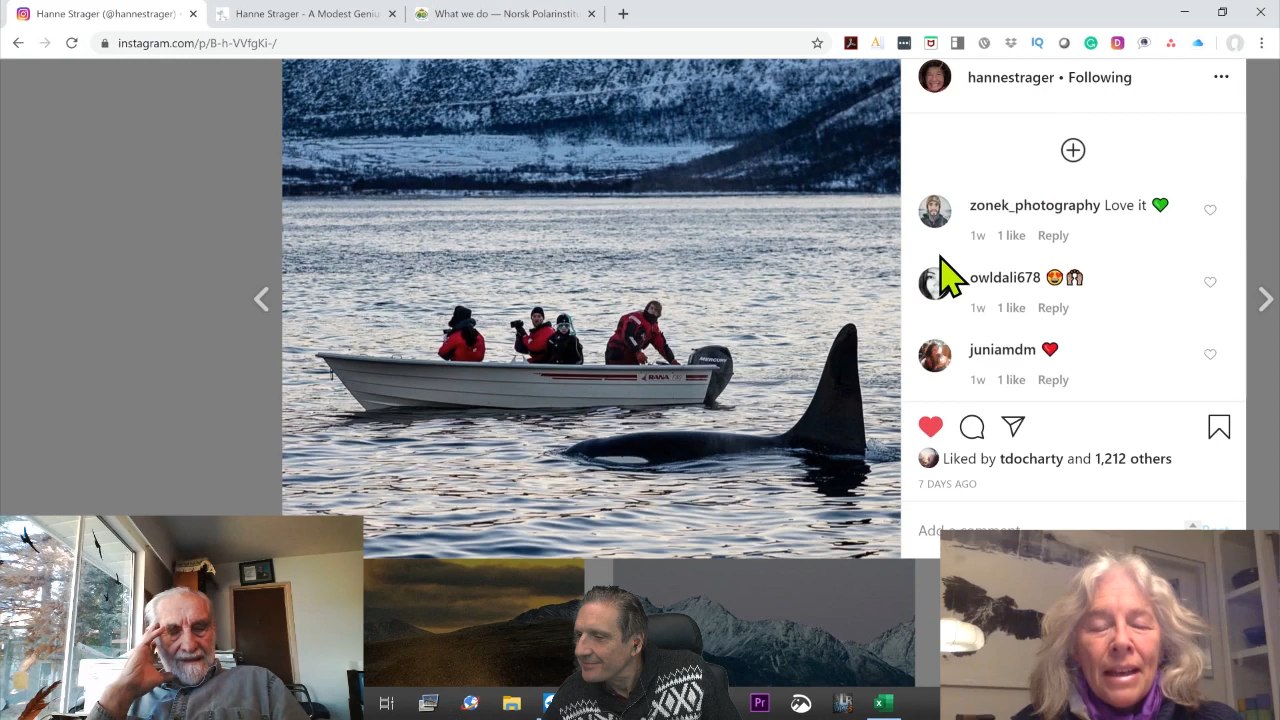 Hanne Strager (@hannestrager) ·
Hanne Strager - A Modest Geniu
What we do — Norsk Polarinstitu
instagram.com/p/B-h-VVfgKi-/
hannestrager • Following
zonek_photography Love it 💚
1w 1 like Reply
owldali678 😍
1w 1 like Reply
juniamdm ❤️
1w 1 like Reply
MERCURY
BANA
Liked by tdocharty and 1,212 others
7 DAYS AGO
Add a comment...
Post
Pr